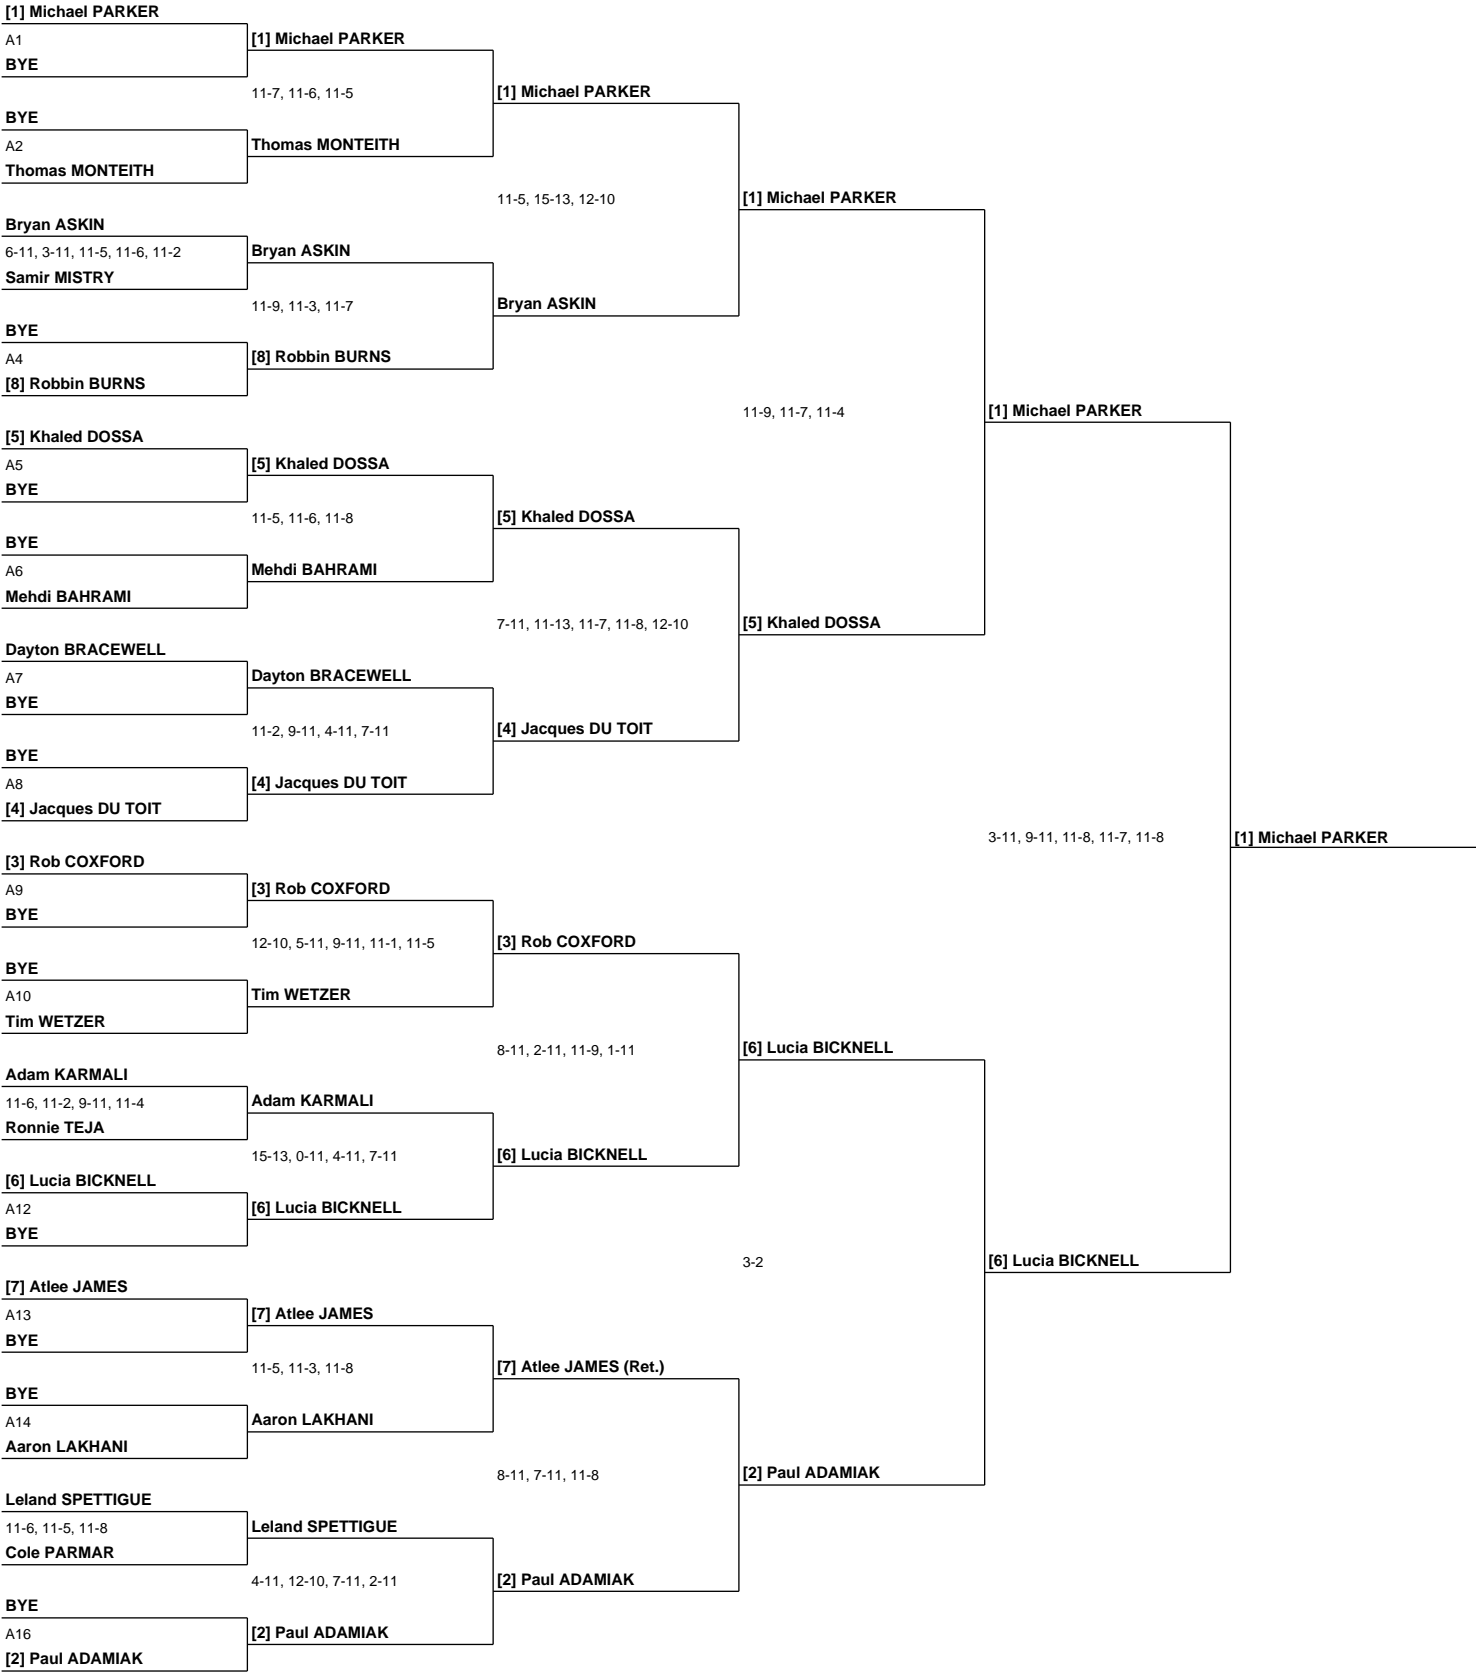 [1] Michael PARKER
A1
BYE
BYE
A2
Thomas MONTEITH
Bryan ASKIN
6-11, 3-11, 11-5, 11-6, 11-2
Samir MISTRY
BYE
A4
[8] Robbin BURNS
[5] Khaled DOSSA
A5
BYE
BYE
A6
Mehdi BAHRAMI
Dayton BRACEWELL
A7
BYE
BYE
A8
[4] Jacques DU TOIT
[3] Rob COXFORD
A9
BYE
BYE
A10
Tim WETZER
Adam KARMALI
11-6, 11-2, 9-11, 11-4
Ronnie TEJA
[6] Lucia BICKNELL
A12
BYE
[7] Atlee JAMES
A13
BYE
BYE
A14
Aaron LAKHANI
Leland SPETTIGUE
11-6, 11-5, 11-8
Cole PARMAR
BYE
A16
[2] Paul ADAMIAK
[1] Michael PARKER
11-7, 11-6, 11-5
Thomas MONTEITH
Bryan ASKIN
11-9, 11-3, 11-7
[8] Robbin BURNS
[5] Khaled DOSSA
11-5, 11-6, 11-8
Mehdi BAHRAMI
Dayton BRACEWELL
11-2, 9-11, 4-11, 7-11
[4] Jacques DU TOIT
[3] Rob COXFORD
12-10, 5-11, 9-11, 11-1, 11-5
Tim WETZER
Adam KARMALI
15-13, 0-11, 4-11, 7-11
[6] Lucia BICKNELL
[7] Atlee JAMES
11-5, 11-3, 11-8
Aaron LAKHANI
Leland SPETTIGUE
4-11, 12-10, 7-11, 2-11
[2] Paul ADAMIAK
[1] Michael PARKER
11-5, 15-13, 12-10
Bryan ASKIN
[5] Khaled DOSSA
7-11, 11-13, 11-7, 11-8, 12-10
[4] Jacques DU TOIT
[3] Rob COXFORD
8-11, 2-11, 11-9, 1-11
[6] Lucia BICKNELL
[7] Atlee JAMES (Ret.)
8-11, 7-11, 11-8
[2] Paul ADAMIAK
[1] Michael PARKER
11-9, 11-7, 11-4
[5] Khaled DOSSA
[6] Lucia BICKNELL
3-2
[2] Paul ADAMIAK
[1] Michael PARKER
3-11, 9-11, 11-8, 11-7, 11-8
[6] Lucia BICKNELL
[1] Michael PARKER